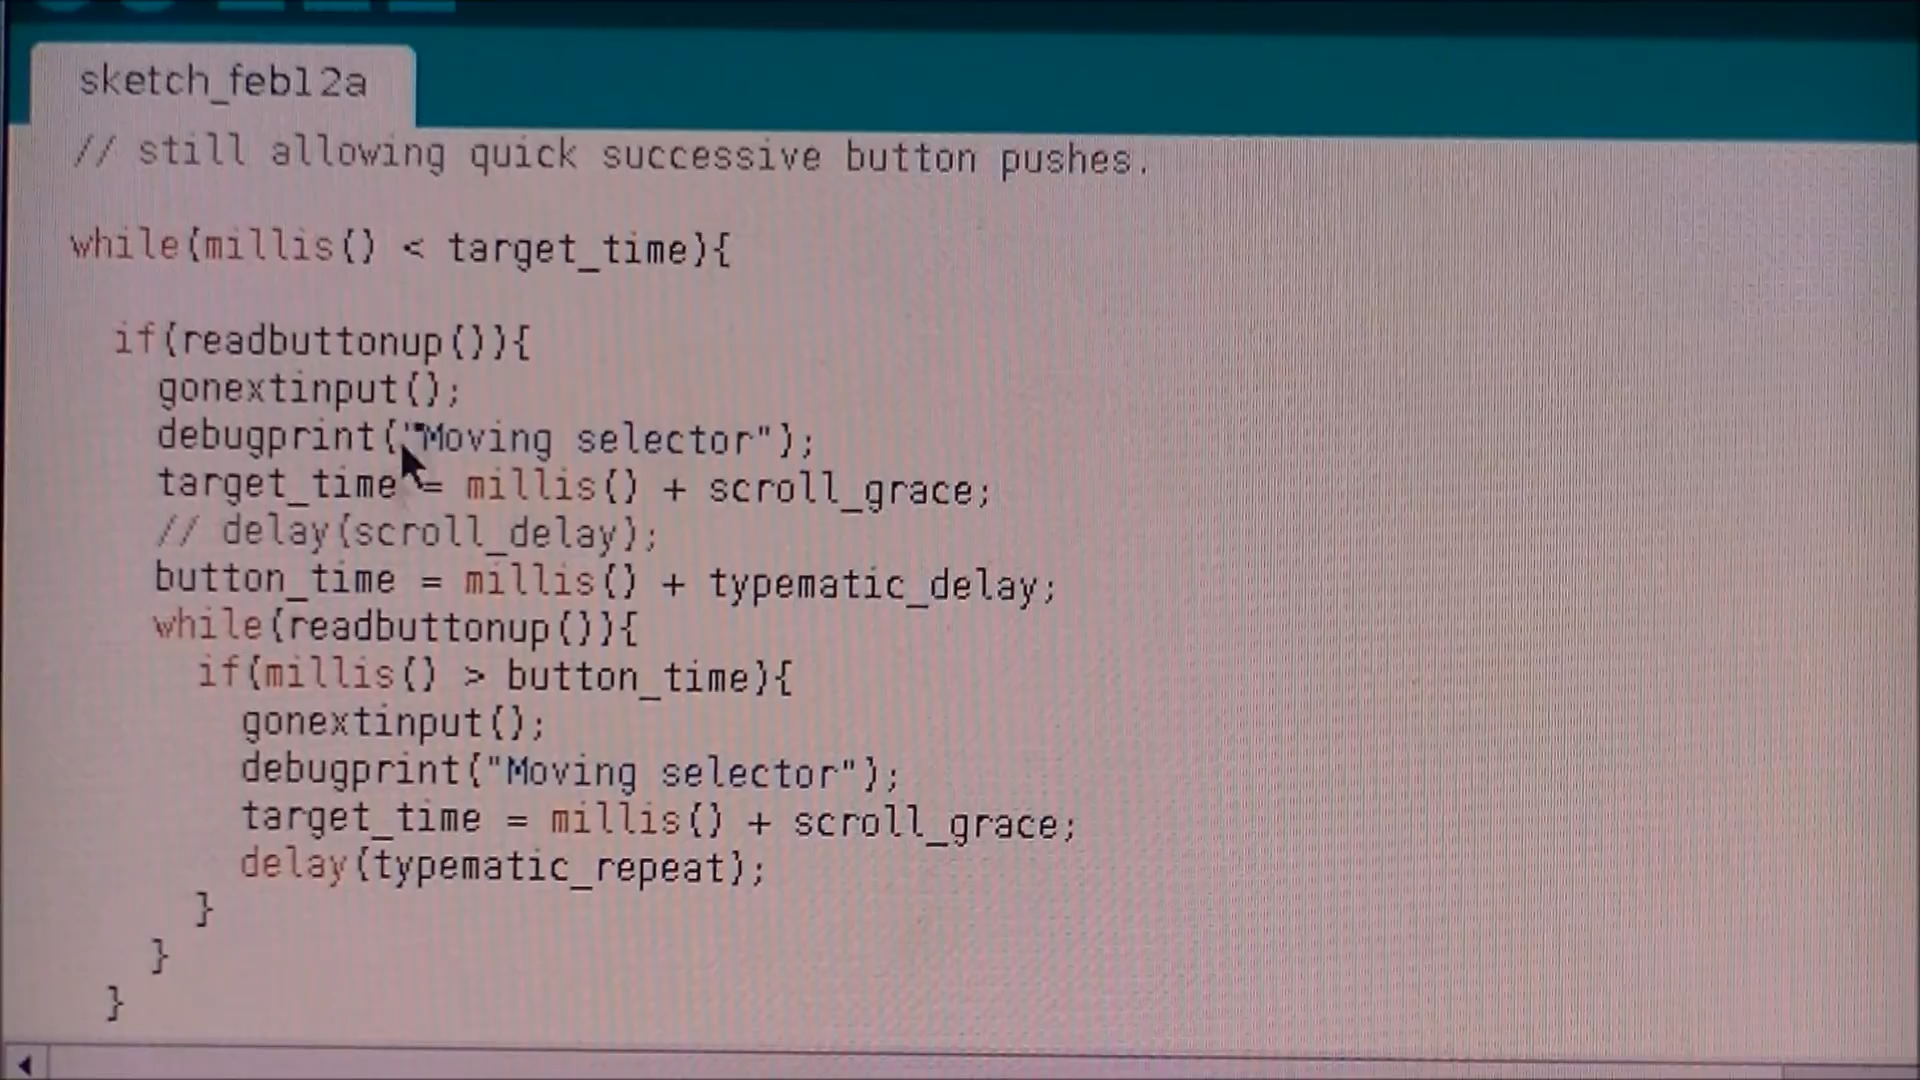 sketch_feb12a
// still allowing quick successive button pushes.
while(millis() < target_time){
if(readbuttonup()){
gonextinput();
debugprint("Moving selector");
target_time = millis() + scroll_grace;
// delay(scroll_delay);
button_time = millis() + typematic_delay;
while(readbuttonup()){
if(millis() > button_time){
gonextinput();
debugprint("Moving selector");
target_time = millis() + scroll_grace;
delay(typematic_repeat);
}
}
}